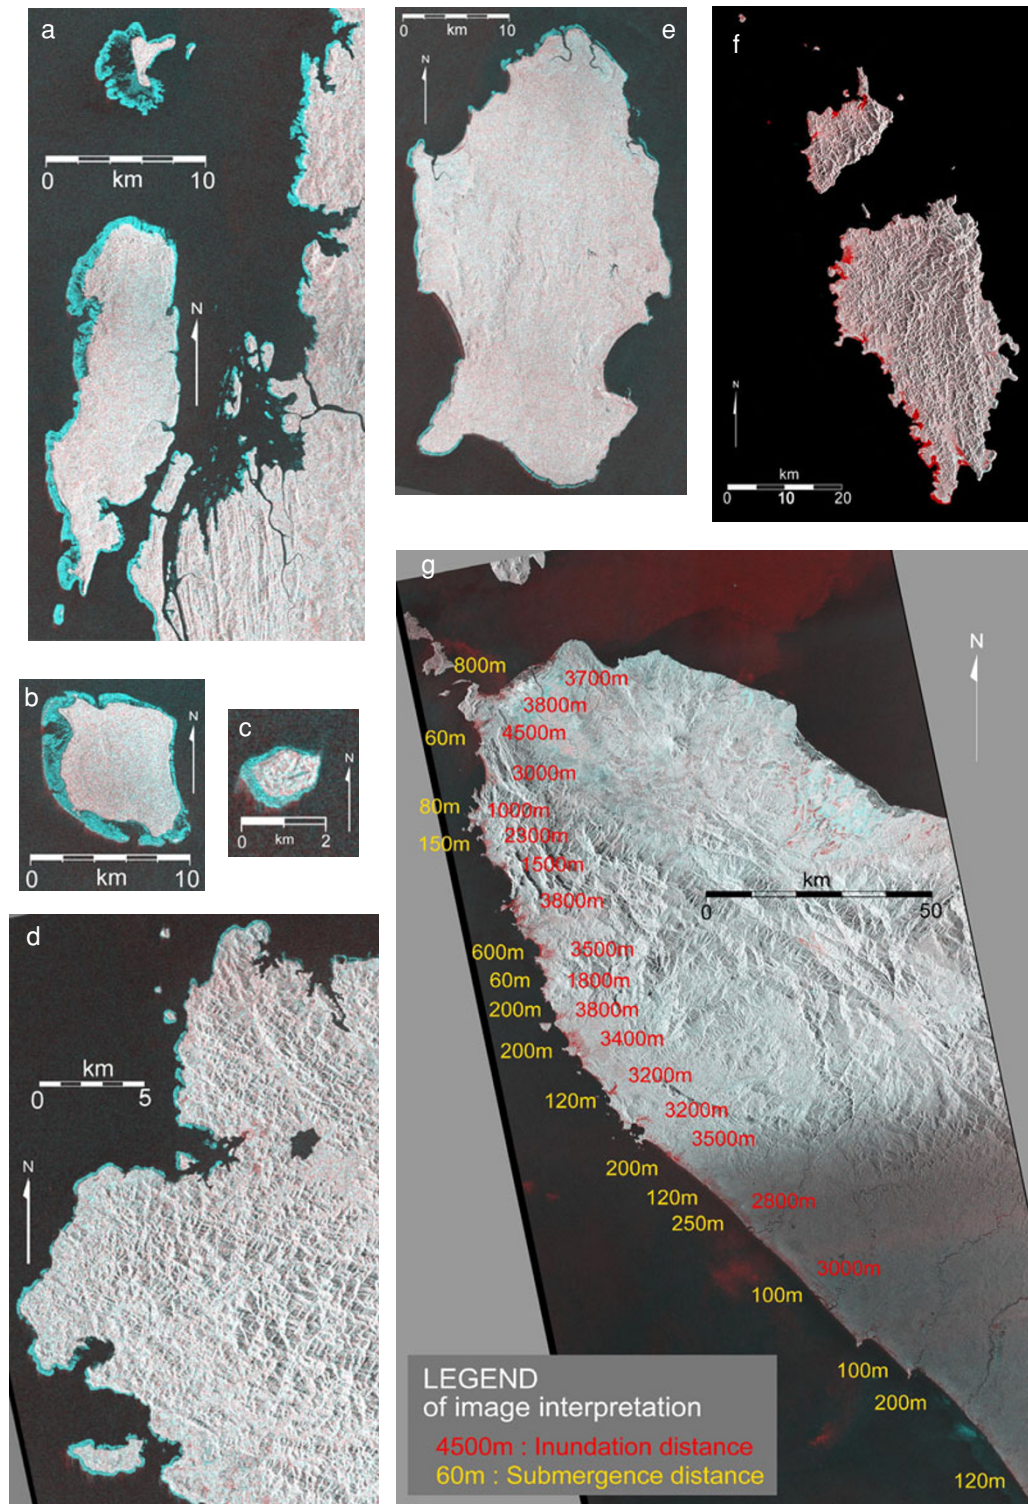 a
km
0 10
N
0 km 10
e
N
f
N
km
0 10 20
b
N
0 km 10
c
N
0 km 2
d
km
0 5
N
g
N
800m
3700m
3800m
60m
4500m
3000m
80m
1000m
150m
2300m
1500m
km
0 50
3800m
600m
3500m
60m
1800m
200m
3800m
200m
3400m
3200m
120m
3200m
3500m
200m
120m
2800m
250m
3000m
100m
100m
200m
120m
LEGEND
of image interpretation
4500m : Inundation distance
60m : Submergence distance